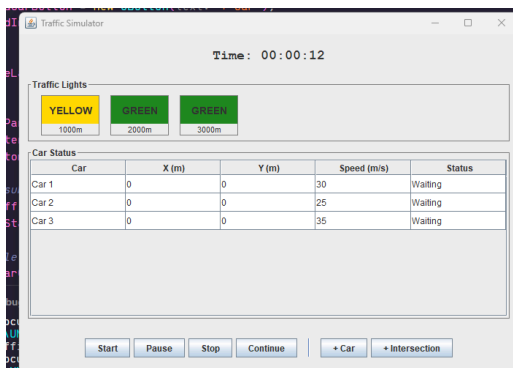 Traffic Simulator
Time: 00:00:12
Traffic Lights
YELLOW GREEN GREEN
1000m 2000m 3000m
Car Status
Car X (m) Y (m) Speed (m/s) Status
Car 1 0 0 30 Waiting
Car 2 0 0 25 Waiting
Car 3 0 0 35 Waiting
Start Pause Stop Continue + Car + Intersection